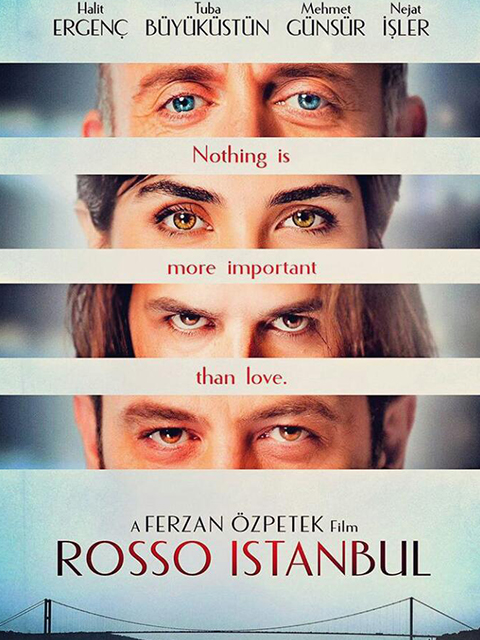 Halit Tuba Mehmet Nejat
ERGENÇ BÜYÜKÜSTÜN GÜNSÜR İŞLER
Nothing is
more important
than love.
A FERZAN ÖZPETEK Film
ROSSO ISTANBUL